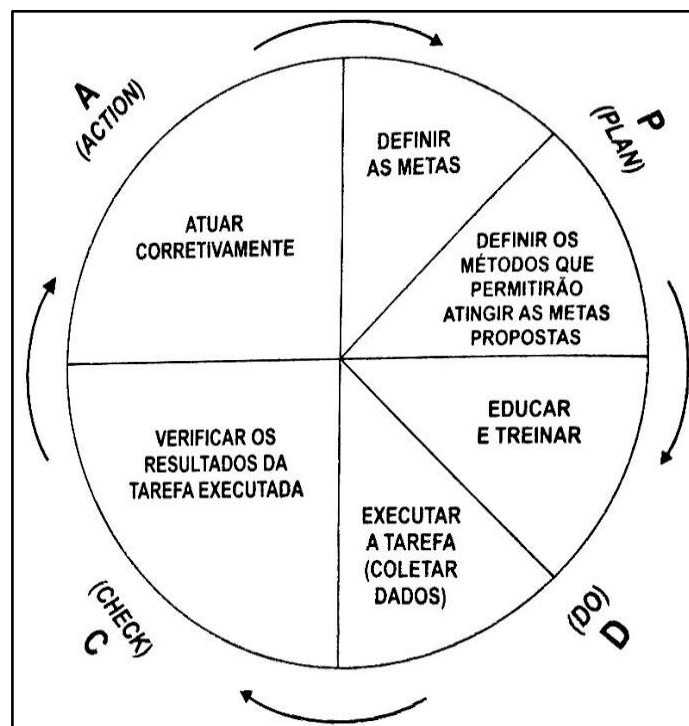 A
(ACTION)
P
(PLAN)
DEFINIR
AS METAS
DEFINIR OS
MÉTODOS QUE
PERMITIRÃO
ATINGIR AS METAS
PROPOSTAS
EDUCAR
E TREINAR
EXECUTAR
A TAREFA
(COLETAR
DADOS)
(DO)
D
VERIFICAR OS
RESULTADOS DA
TAREFA EXECUTADA
(CHECK)
C
ATUAR
CORRETIVAMENTE